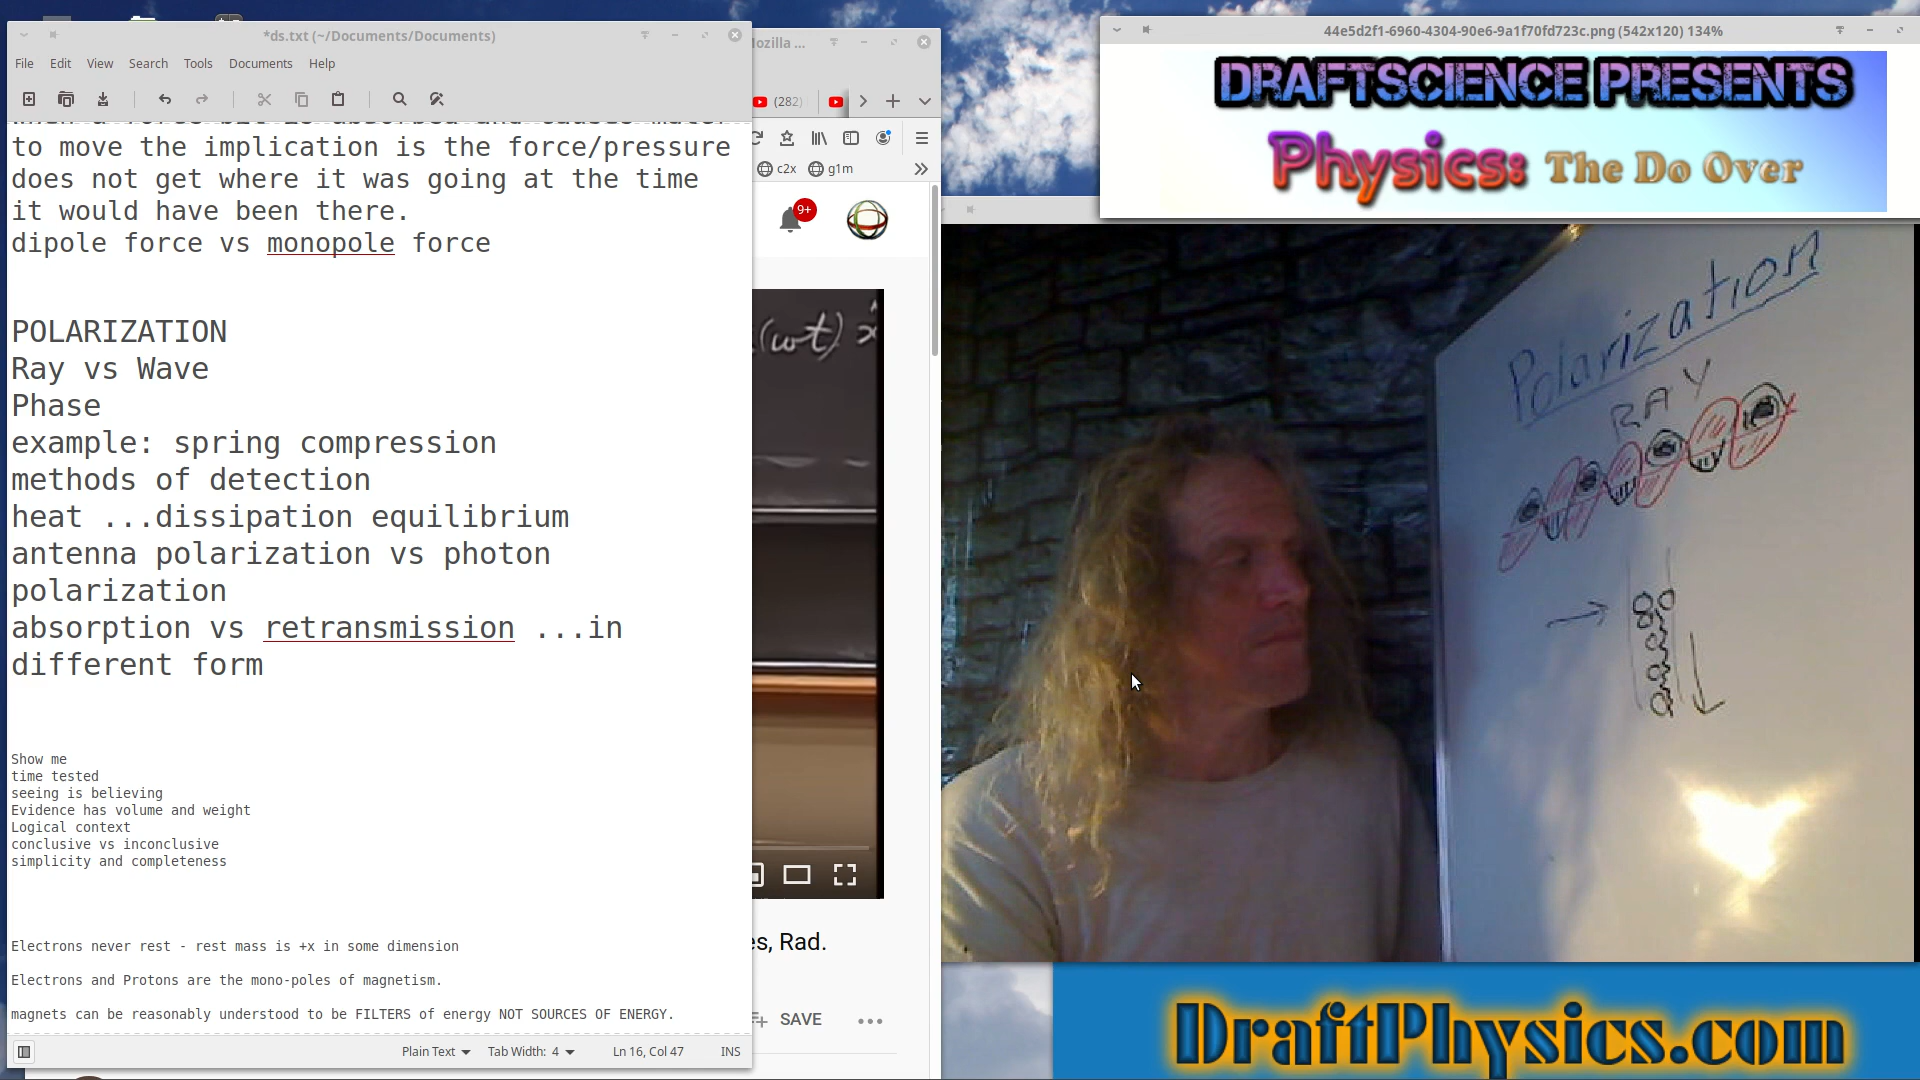 *ds.txt (~/Documents/Documents)
File Edit View Search Tools Documents Help
to move the implication is the force/pressure
does not get where it was going at the time
it would have been there.
dipole force vs monopole force
POLARIZATION
Ray vs Wave
Phase
example: spring compression
methods of detection
heat ...dissipation equilibrium
antenna polarization vs photon
polarization
absorption vs retransmission ...in
different form
Show me
time tested
seeing is believing
Evidence has volume and weight
Logical context
conclusive vs inconclusive
simplicity and completeness
Electrons never rest - rest mass is +x in some dimension
Electrons and Protons are the mono-poles of magnetism.
magnets can be reasonably understood to be FILTERS of energy NOT SOURCES OF ENERGY.
Plain Text Tab Width: 4 Ln 16, Col 47 INS
ozilla ...
(282)
c2x g1m
9+
(ωt) x̂
es, Rad.
SAVE
44e5d2f1-6960-4304-90e6-9a1f70fd723c.png (542x120) 134%
DRAFTSCIENCE PRESENTS
Physics: The Do Over
Polarization
RAY
DraftPhysics.com